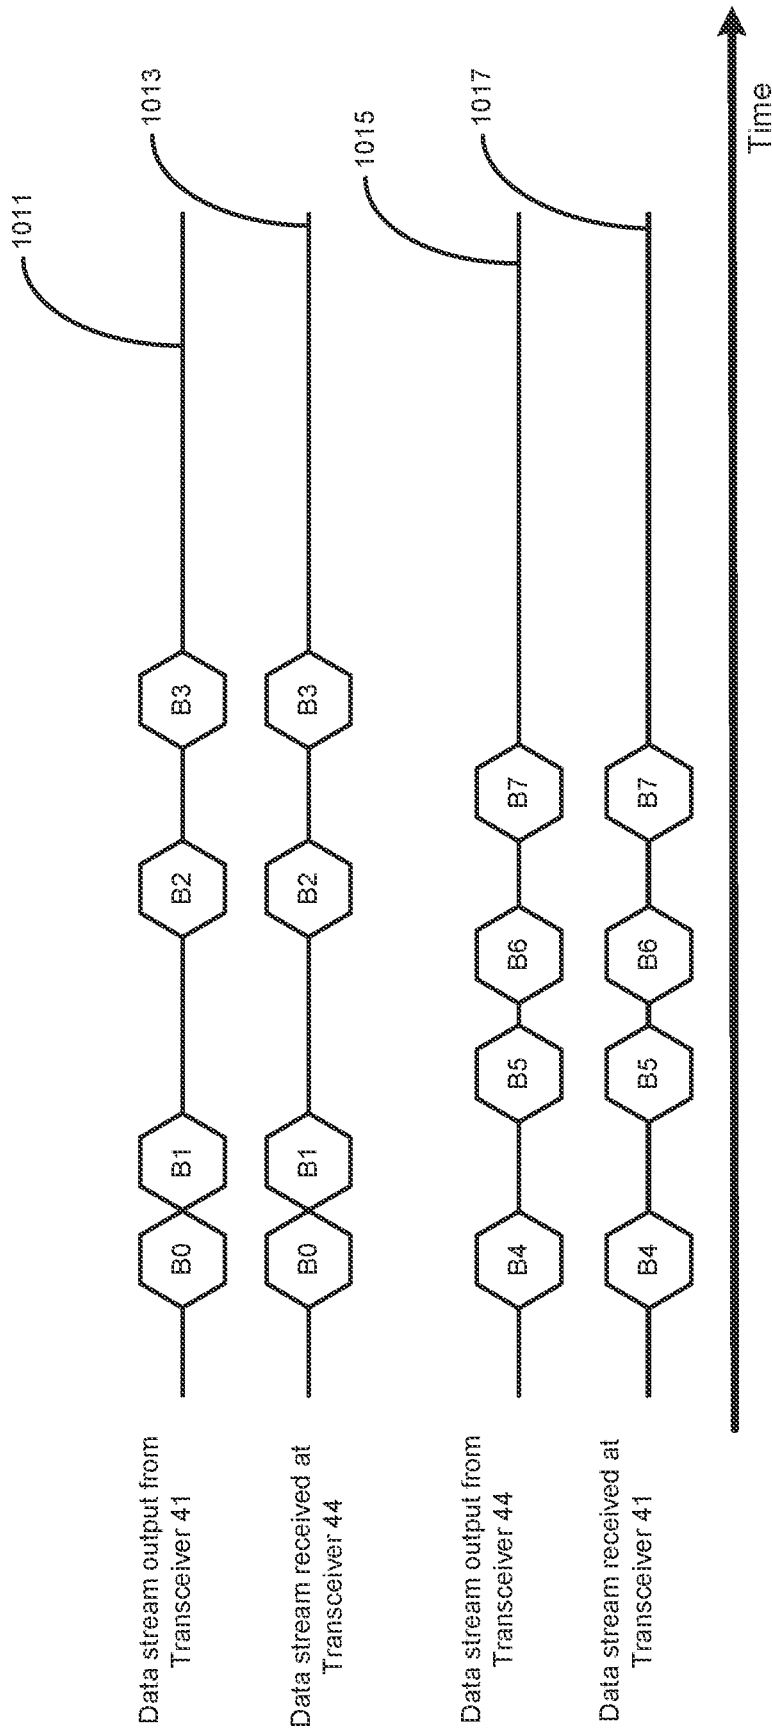 Data stream output from
Transceiver 41
B0
B1
B2
B3
1011
Data stream received at
Transceiver 44
B0
B1
B2
B3
1013
Data stream output from
Transceiver 44
B4
B5
B6
B7
1015
Data stream received at
Transceiver 41
B4
B5
B6
B7
1017
Time